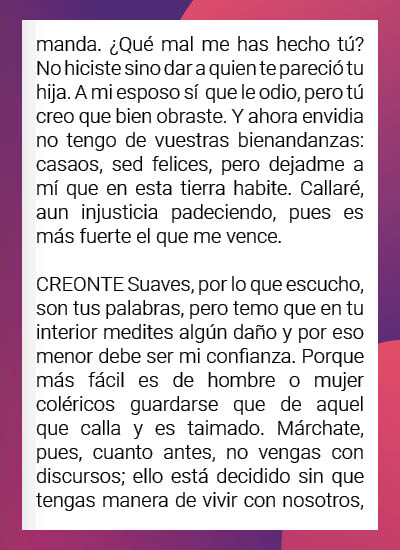 manda. ¿Qué mal me has hecho tú?
No hiciste sino dar a quien te pareció tu
hija. A mi esposo sí que le odio, pero tú
creo que bien obraste. Y ahora envidia
no tengo de vuestras bienandanzas:
casaos, sed felices, pero dejadme a
mí que en esta tierra habite. Callaré,
aun injusticia padeciendo, pues es
más fuerte el que me vence.
CREONTE Suaves, por lo que escucho,
son tus palabras, pero temo que en tu
interior medites algún daño y por eso
menor debe ser mi confianza. Porque
más fácil es de hombre o mujer
coléricos guardarse que de aquel
que calla y es taimado. Márchate,
pues, cuanto antes, no vengas con
discursos; ello está decidido sin que
tengas manera de vivir con nosotros,